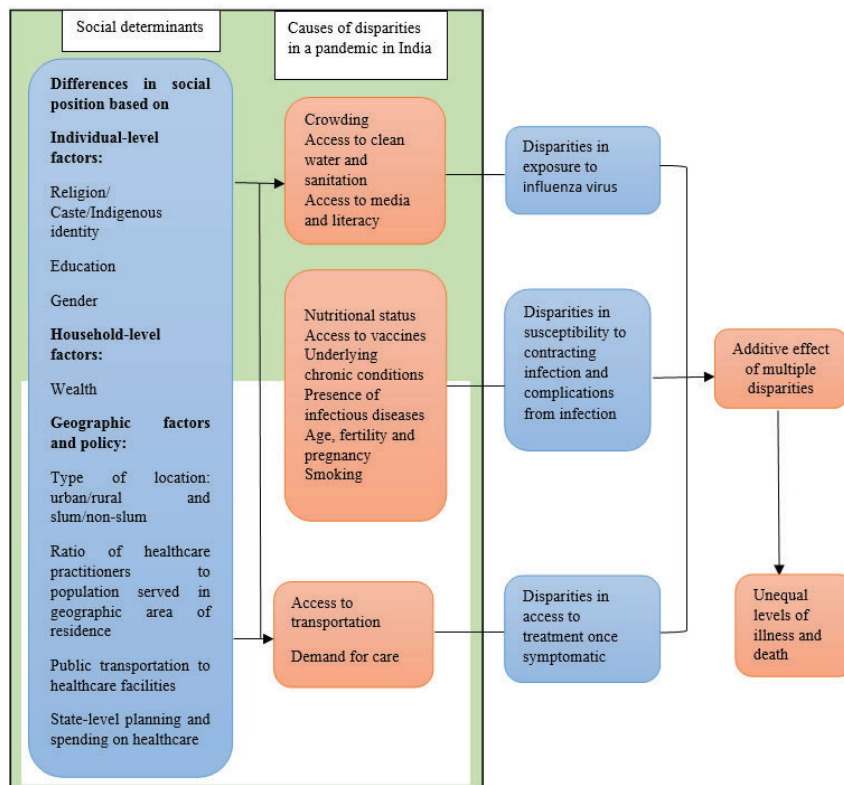 Social determinants
Causes of disparities
in a pandemic in India
Differences in social
position based on
Individual-level
factors:
Religion/
Caste/Indigenous
identity
Education
Gender
Household-level
factors:
Wealth
Geographic factors
and policy:
Type of location:
urban/rural and
slum/non-slum
Ratio of healthcare
practitioners to
population served in
geographic area of
residence
Public transportation to
healthcare facilities
State-level planning and
spending on healthcare
Crowding
Access to clean
water and
sanitation
Access to media
and literacy
Nutritional status
Access to vaccines
Underlying
chronic conditions
Presence of
infectious diseases
Age, fertility and
pregnancy
Smoking
Access to
transportation
Demand for care
Disparities in
exposure to
influenza virus
Disparities in
susceptibility to
contracting
infection and
complications
from infection
Disparities in
access to
treatment once
symptomatic
Additive effect
of multiple
disparities
Unequal
levels of
illness and
death